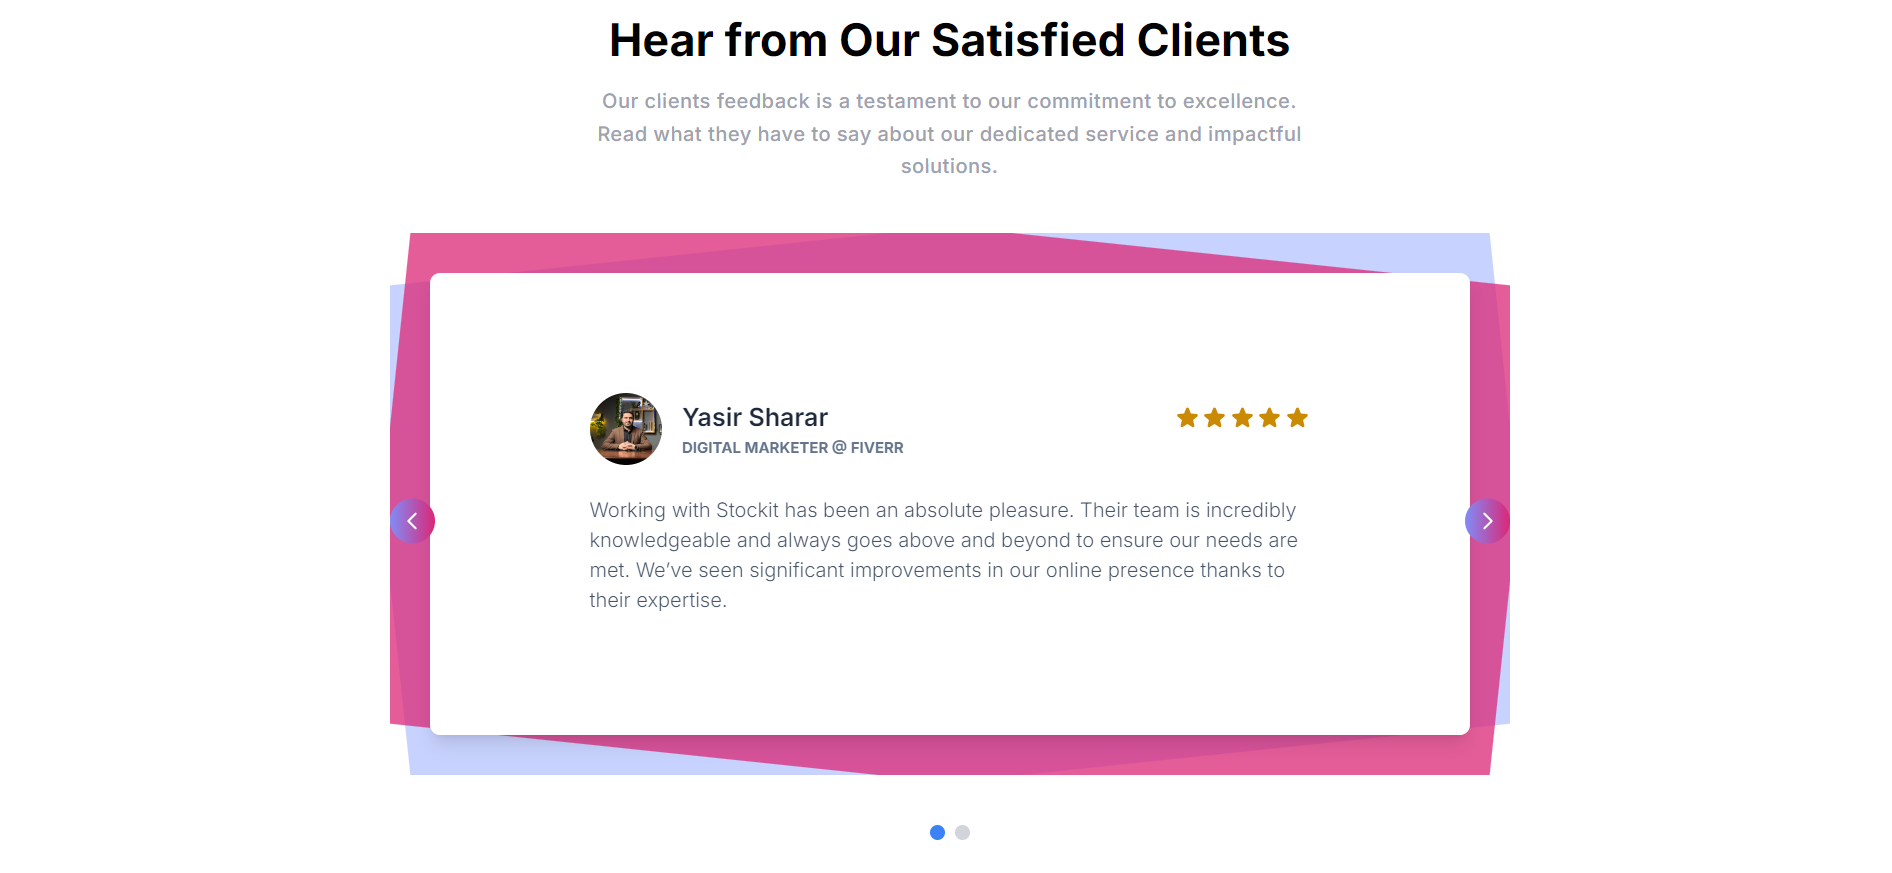 Hear from Our Satisfied Clients
Our clients feedback is a testament to our commitment to excellence.
Read what they have to say about our dedicated service and impactful
solutions.
Yasir Sharar
DIGITAL MARKETER @ FIVERR
Working with Stockit has been an absolute pleasure. Their team is incredibly
knowledgeable and always goes above and beyond to ensure our needs are
met. We’ve seen significant improvements in our online presence thanks to
their expertise.